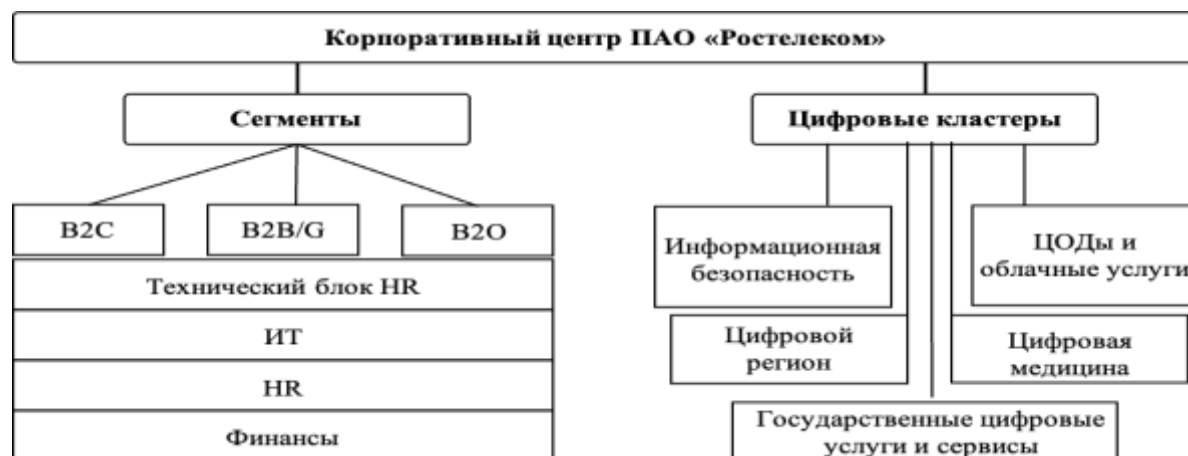 Корпоративный центр ПАО «Ростелеком»
Сегменты
Цифровые кластеры
B2C
B2B/G
B2O
Технический блок HR
ИТ
HR
Финансы
Информационная
безопасность
ЦОДы и
облачные услуги
Цифровой
регион
Цифровая
медицина
Государственные цифровые
услуги и сервисы